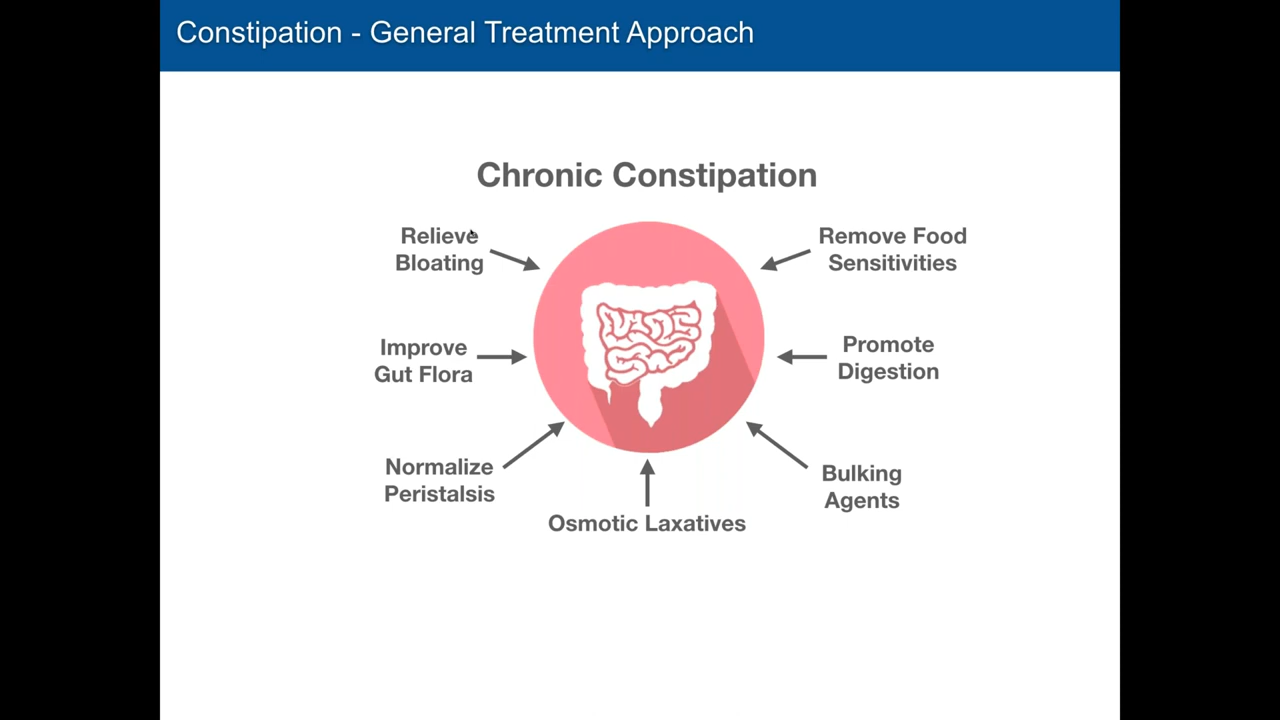 Constipation - General Treatment Approach
Chronic Constipation
Relieve
Bloating
Remove Food
Sensitivities
Improve
Gut Flora
Promote
Digestion
Normalize
Peristalsis
Bulking
Agents
Osmotic Laxatives